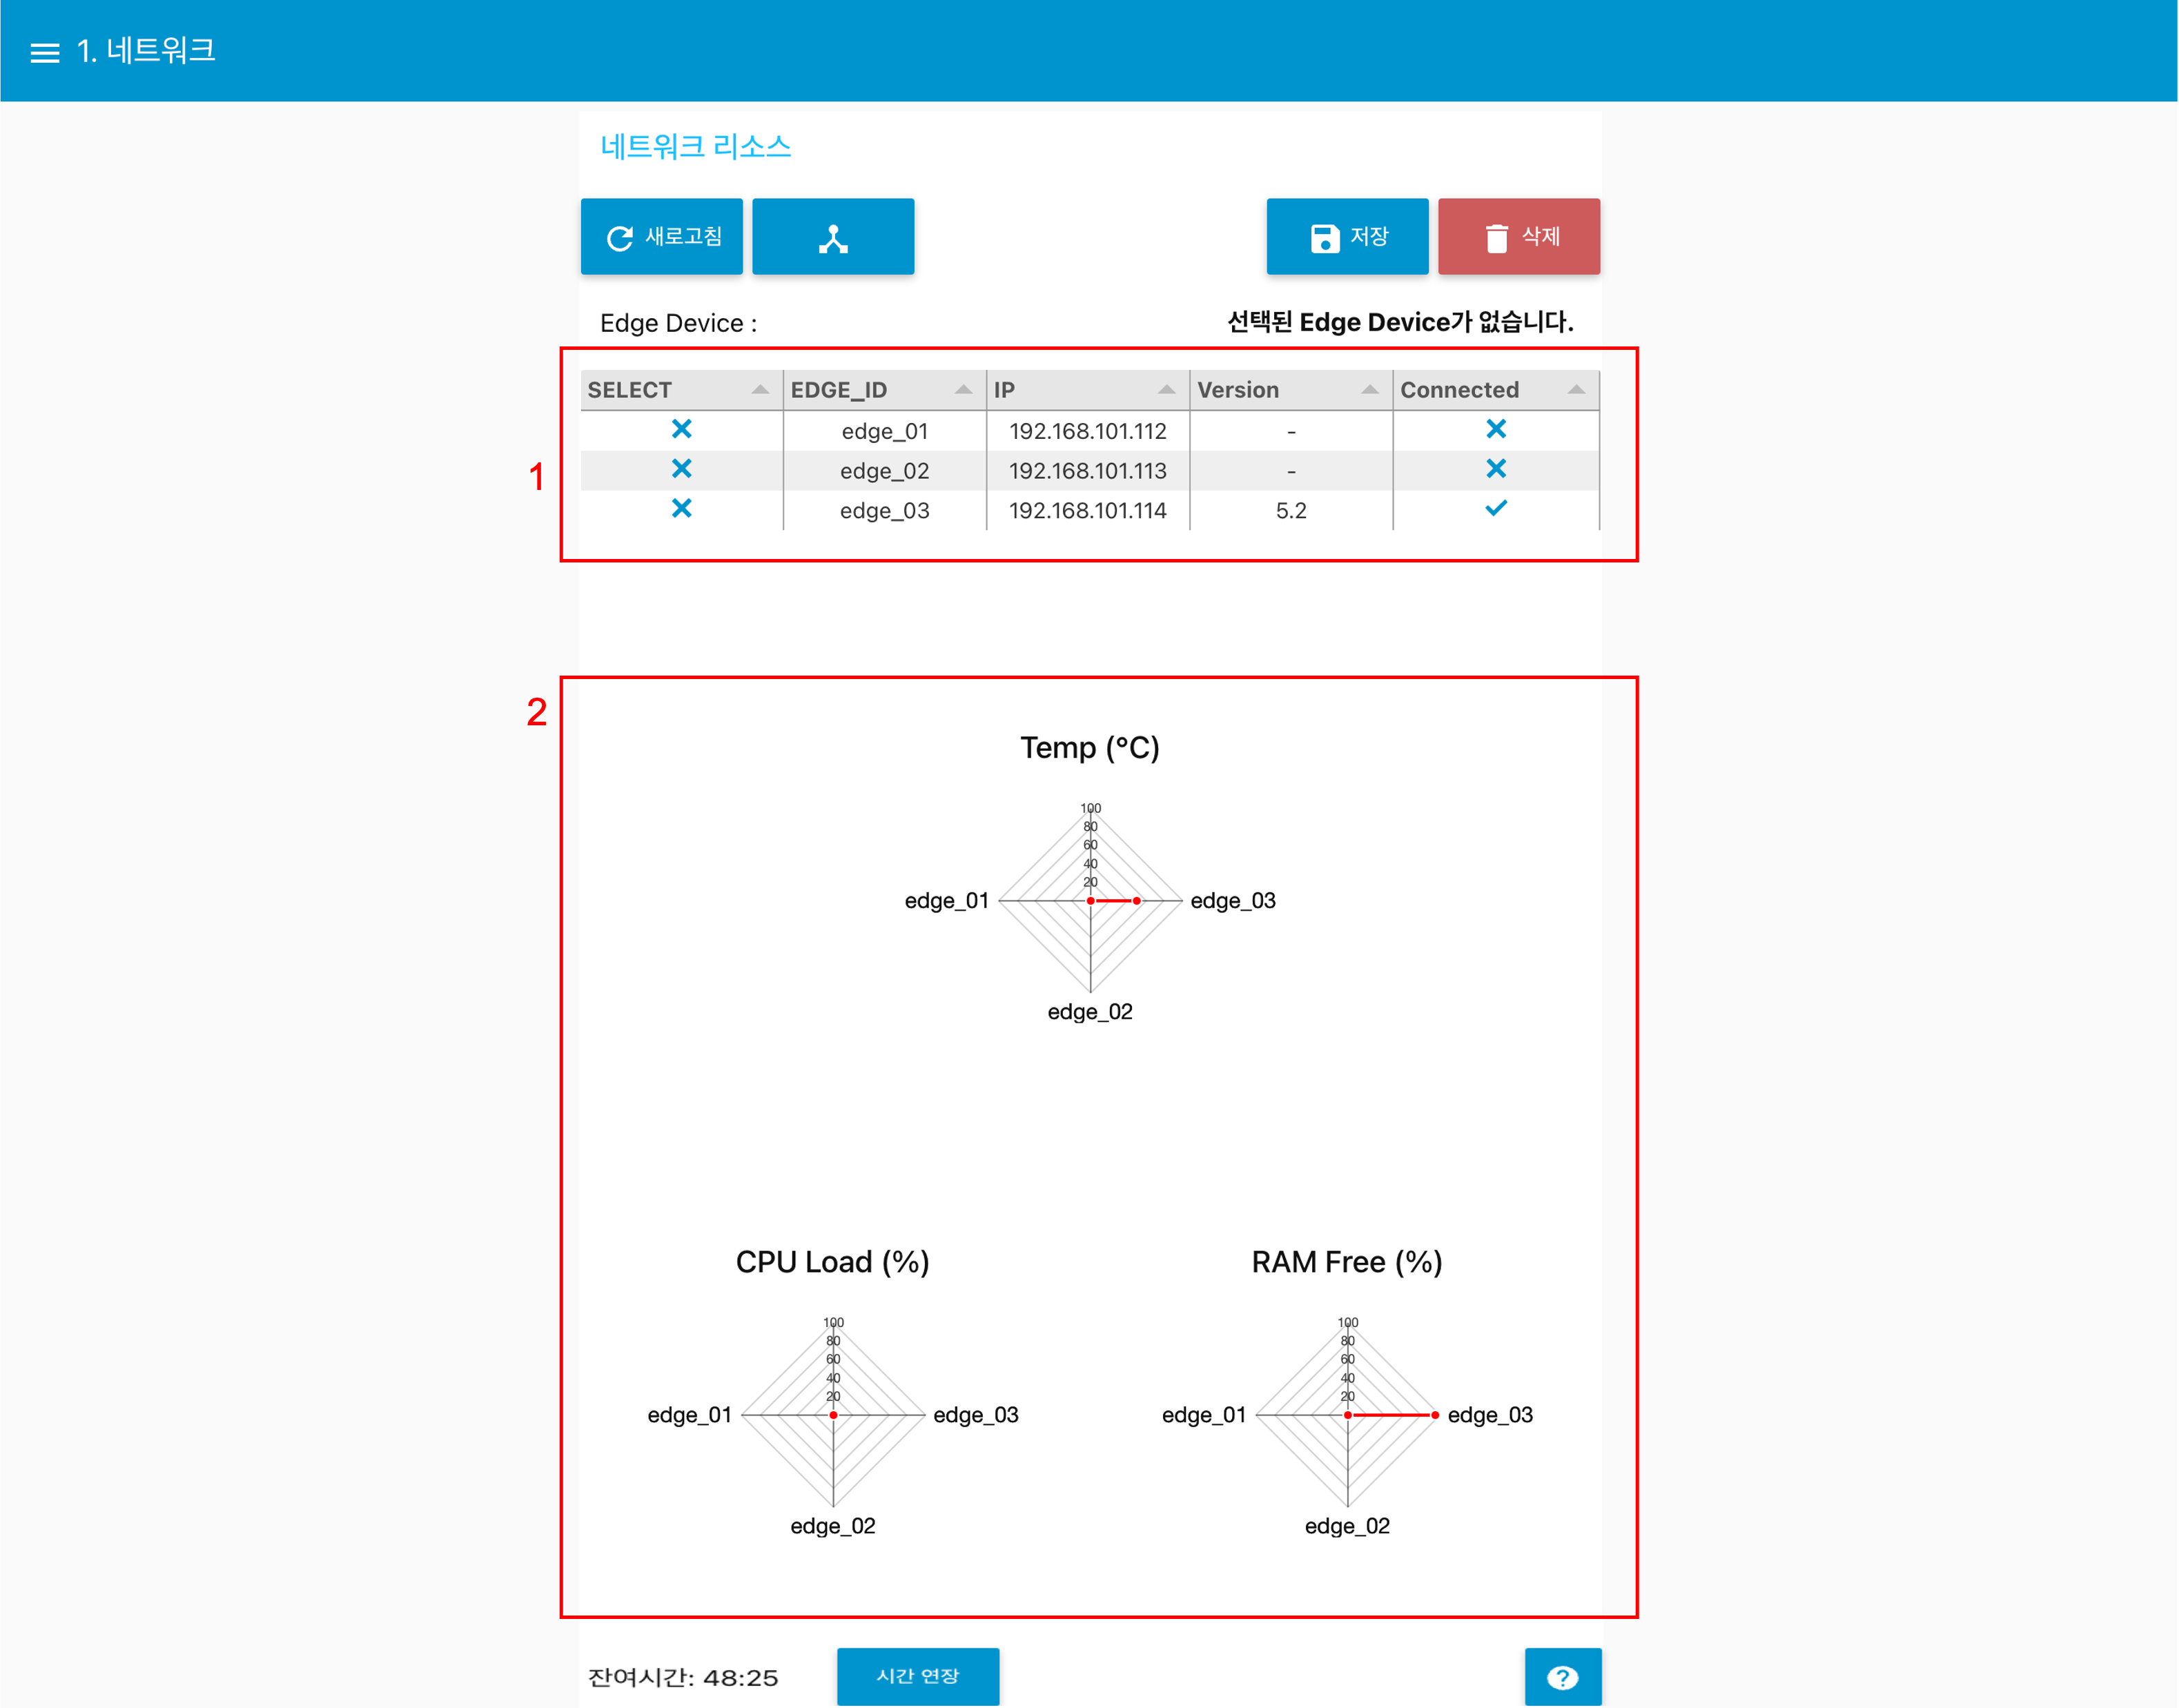 1. 네트워크
네트워크 리소스
새로고침
저장
삭제
Edge Device :
선택된 Edge Device가 없습니다.
1
SELECT EDGE_ID IP Version Connected
edge_01 192.168.101.112 -
edge_02 192.168.101.113 -
edge_03 192.168.101.114 5.2
2
Temp (°C)
100
80
60
40
20
edge_01
edge_03
edge_02
CPU Load (%)
100
80
60
40
20
edge_01
edge_03
edge_02
RAM Free (%)
100
80
60
40
20
edge_01
edge_03
edge_02
잔여시간: 48:25
시간 연장
?